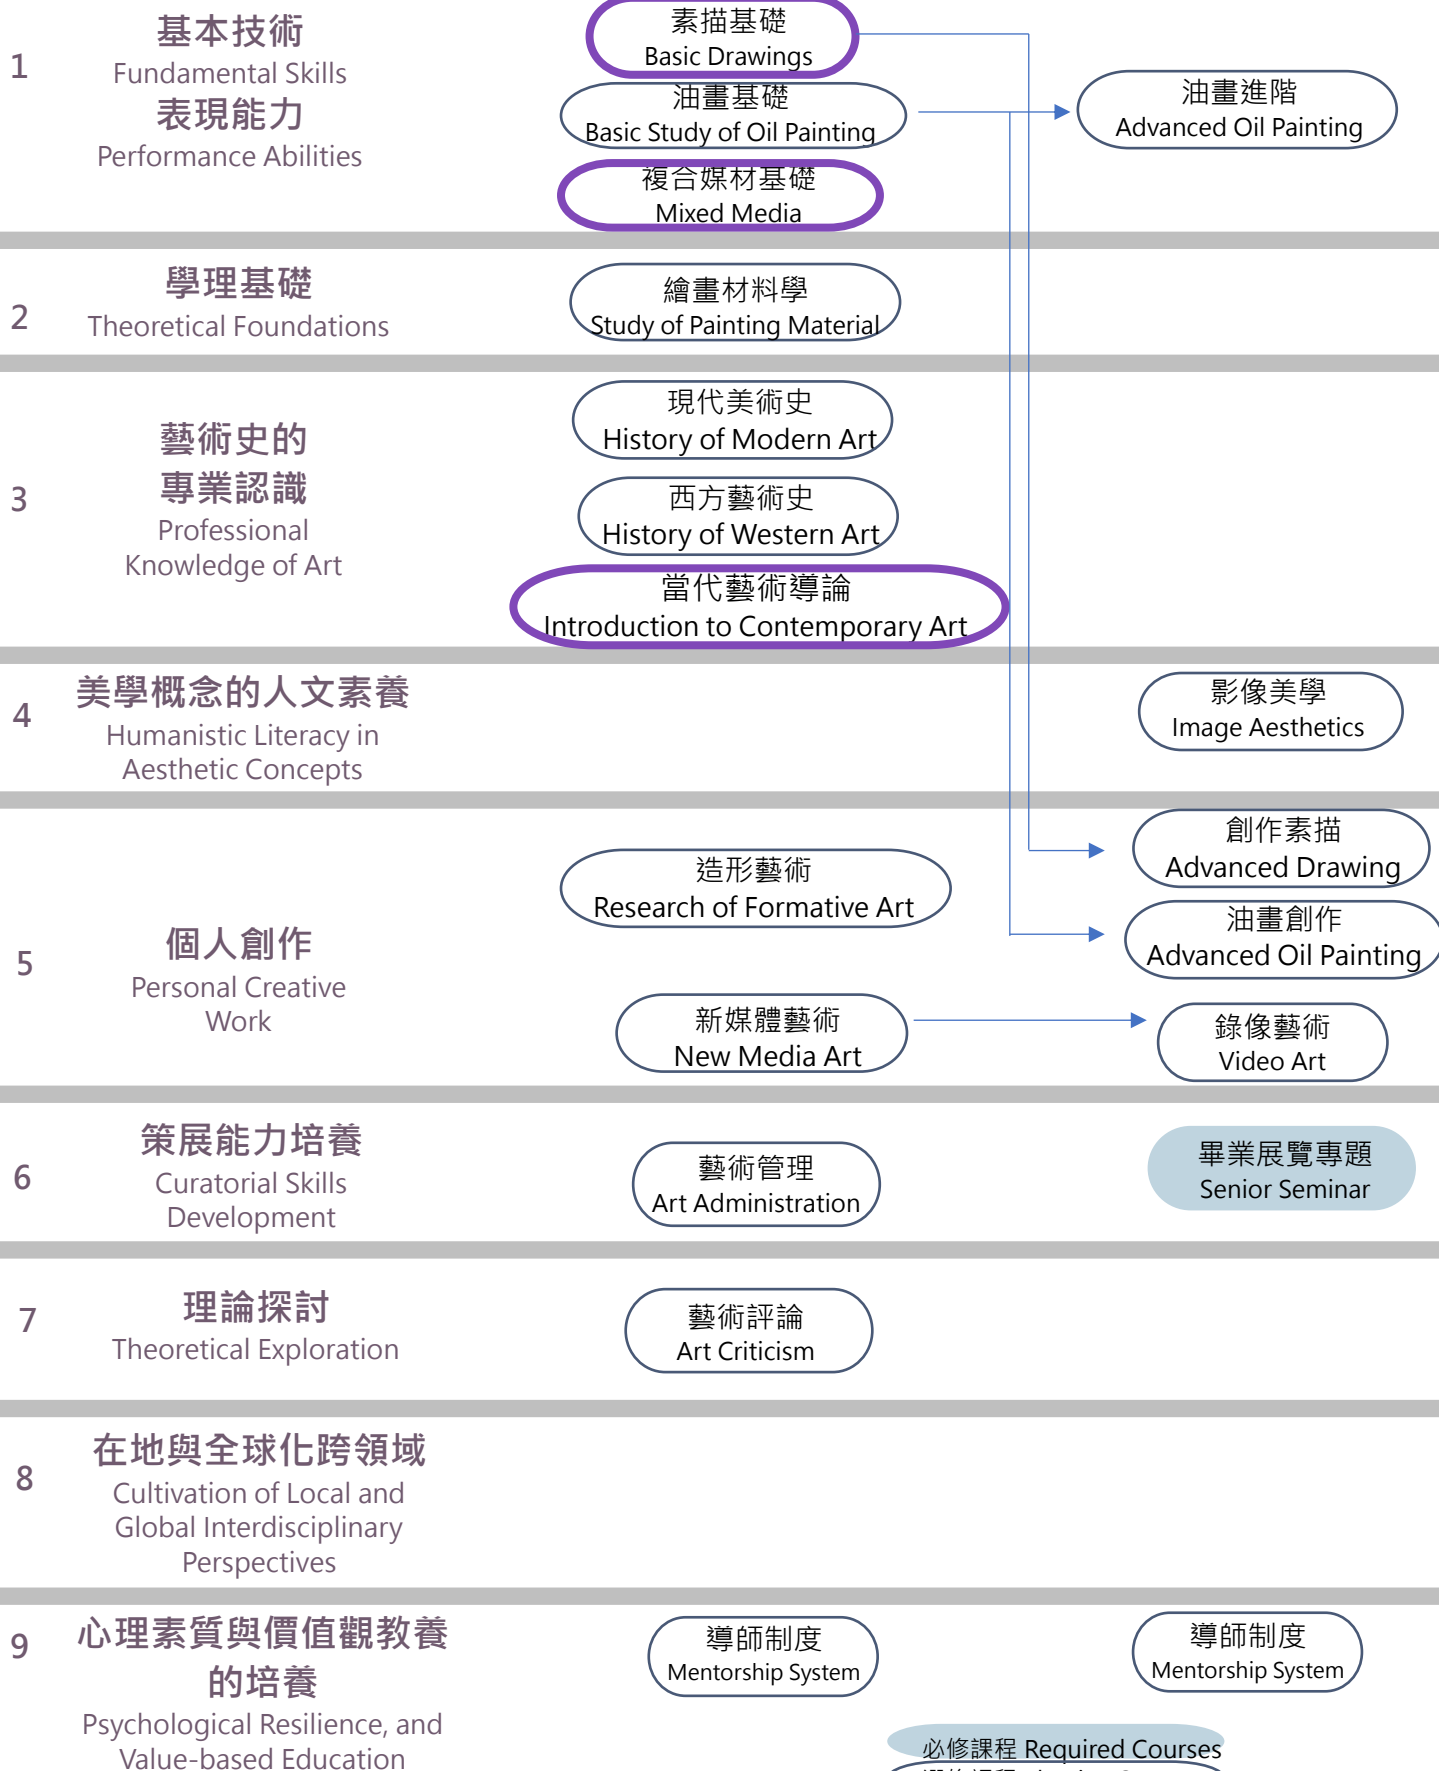 1
基本技術
Fundamental Skills
表現能力
Performance Abilities
素描基礎
Basic Drawings
油畫基礎
Basic Study of Oil Painting
複合媒材基礎
Mixed Media
油畫進階
Advanced Oil Painting
2
學理基礎
Theoretical Foundations
繪畫材料學
Study of Painting Material
3
藝術史的
專業認識
Professional
Knowledge of Art
現代美術史
History of Modern Art
西方藝術史
History of Western Art
當代藝術導論
Introduction to Contemporary Art
4
美學概念的人文素養
Humanistic Literacy in
Aesthetic Concepts
影像美學
Image Aesthetics
5
個人創作
Personal Creative
Work
造形藝術
Research of Formative Art
新媒體藝術
New Media Art
創作素描
Advanced Drawing
油畫創作
Advanced Oil Painting
錄像藝術
Video Art
6
策展能力培養
Curatorial Skills
Development
藝術管理
Art Administration
畢業展覽專題
Senior Seminar
7
理論探討
Theoretical Exploration
藝術評論
Art Criticism
8
在地與全球化跨領域
Cultivation of Local and
Global Interdisciplinary
Perspectives
9
心理素質與價值觀教養
的培養
Psychological Resilience, and
Value-based Education
導師制度
Mentorship System
導師制度
Mentorship System
必修課程 Required Courses